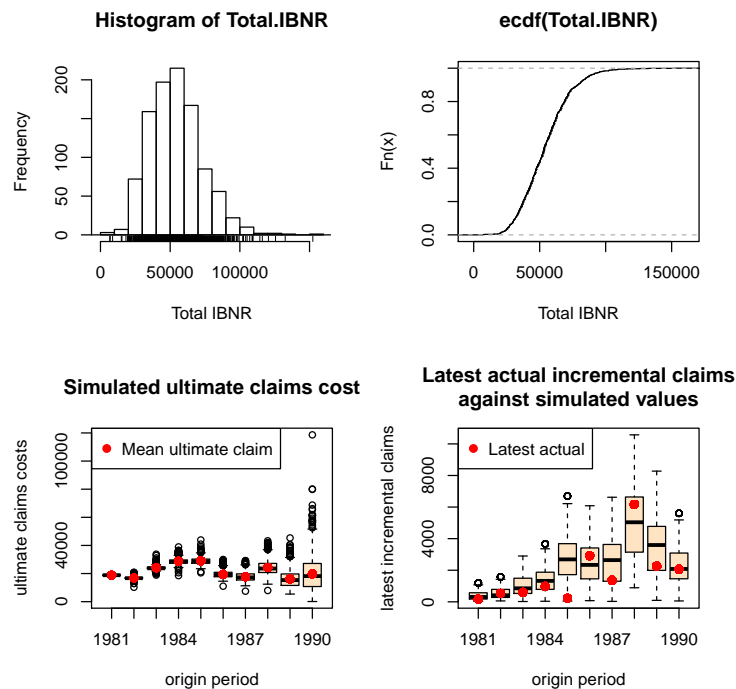 Histogram of Total.IBNR
Frequency
0 50 100 150 200
0 50000 100000
Total IBNR
ecdf(Total.IBNR)
Fn(x)
0.0 0.4 0.8
0 50000 150000
Total IBNR
Simulated ultimate claims cost
Mean ultimate claim
ultimate claims costs
0 40000 100000
1981 1984 1987 1990
origin period
Latest actual incremental claims
against simulated values
Latest actual
latest incremental claims
0 4000 8000
1981 1984 1987 1990
origin period